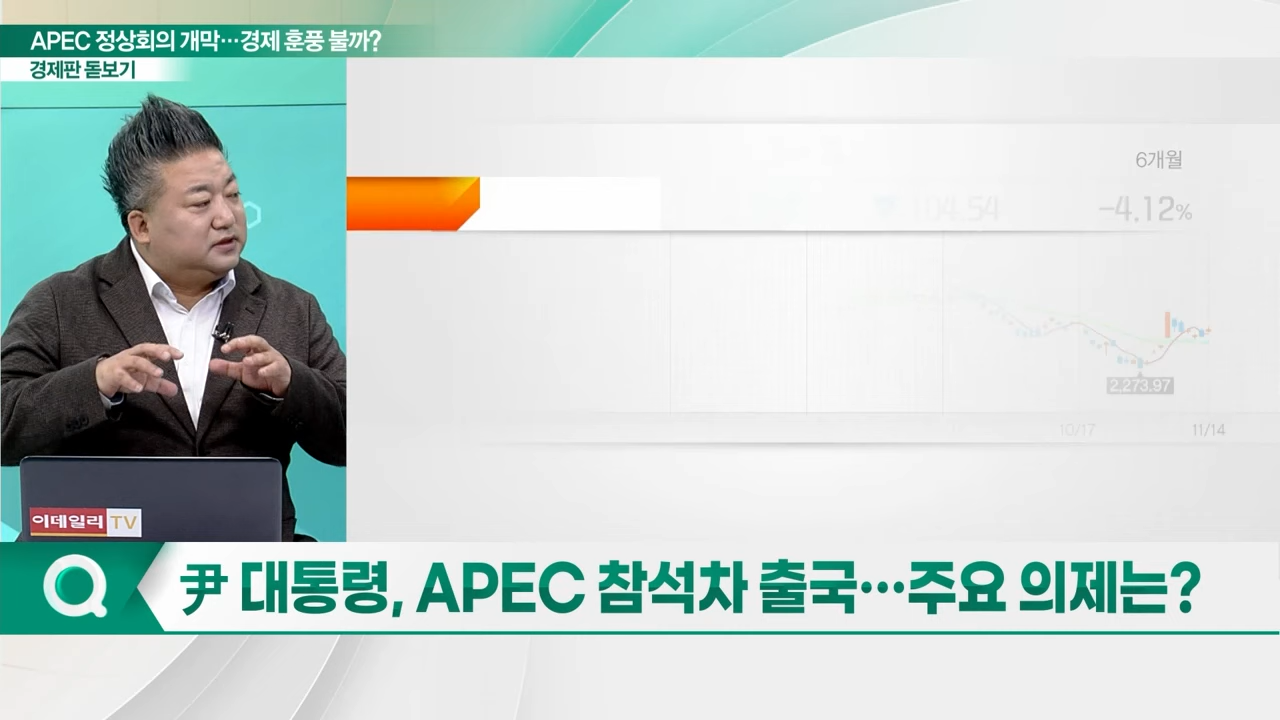 APEC 정상회의 개막…경제 훈풍 불까?
경제판 돋보기
6개월
104.54
-4.12%
2,273.97
10/17
11/14
이데일리 TV
尹 대통령, APEC 참석차 출국…주요 의제는?